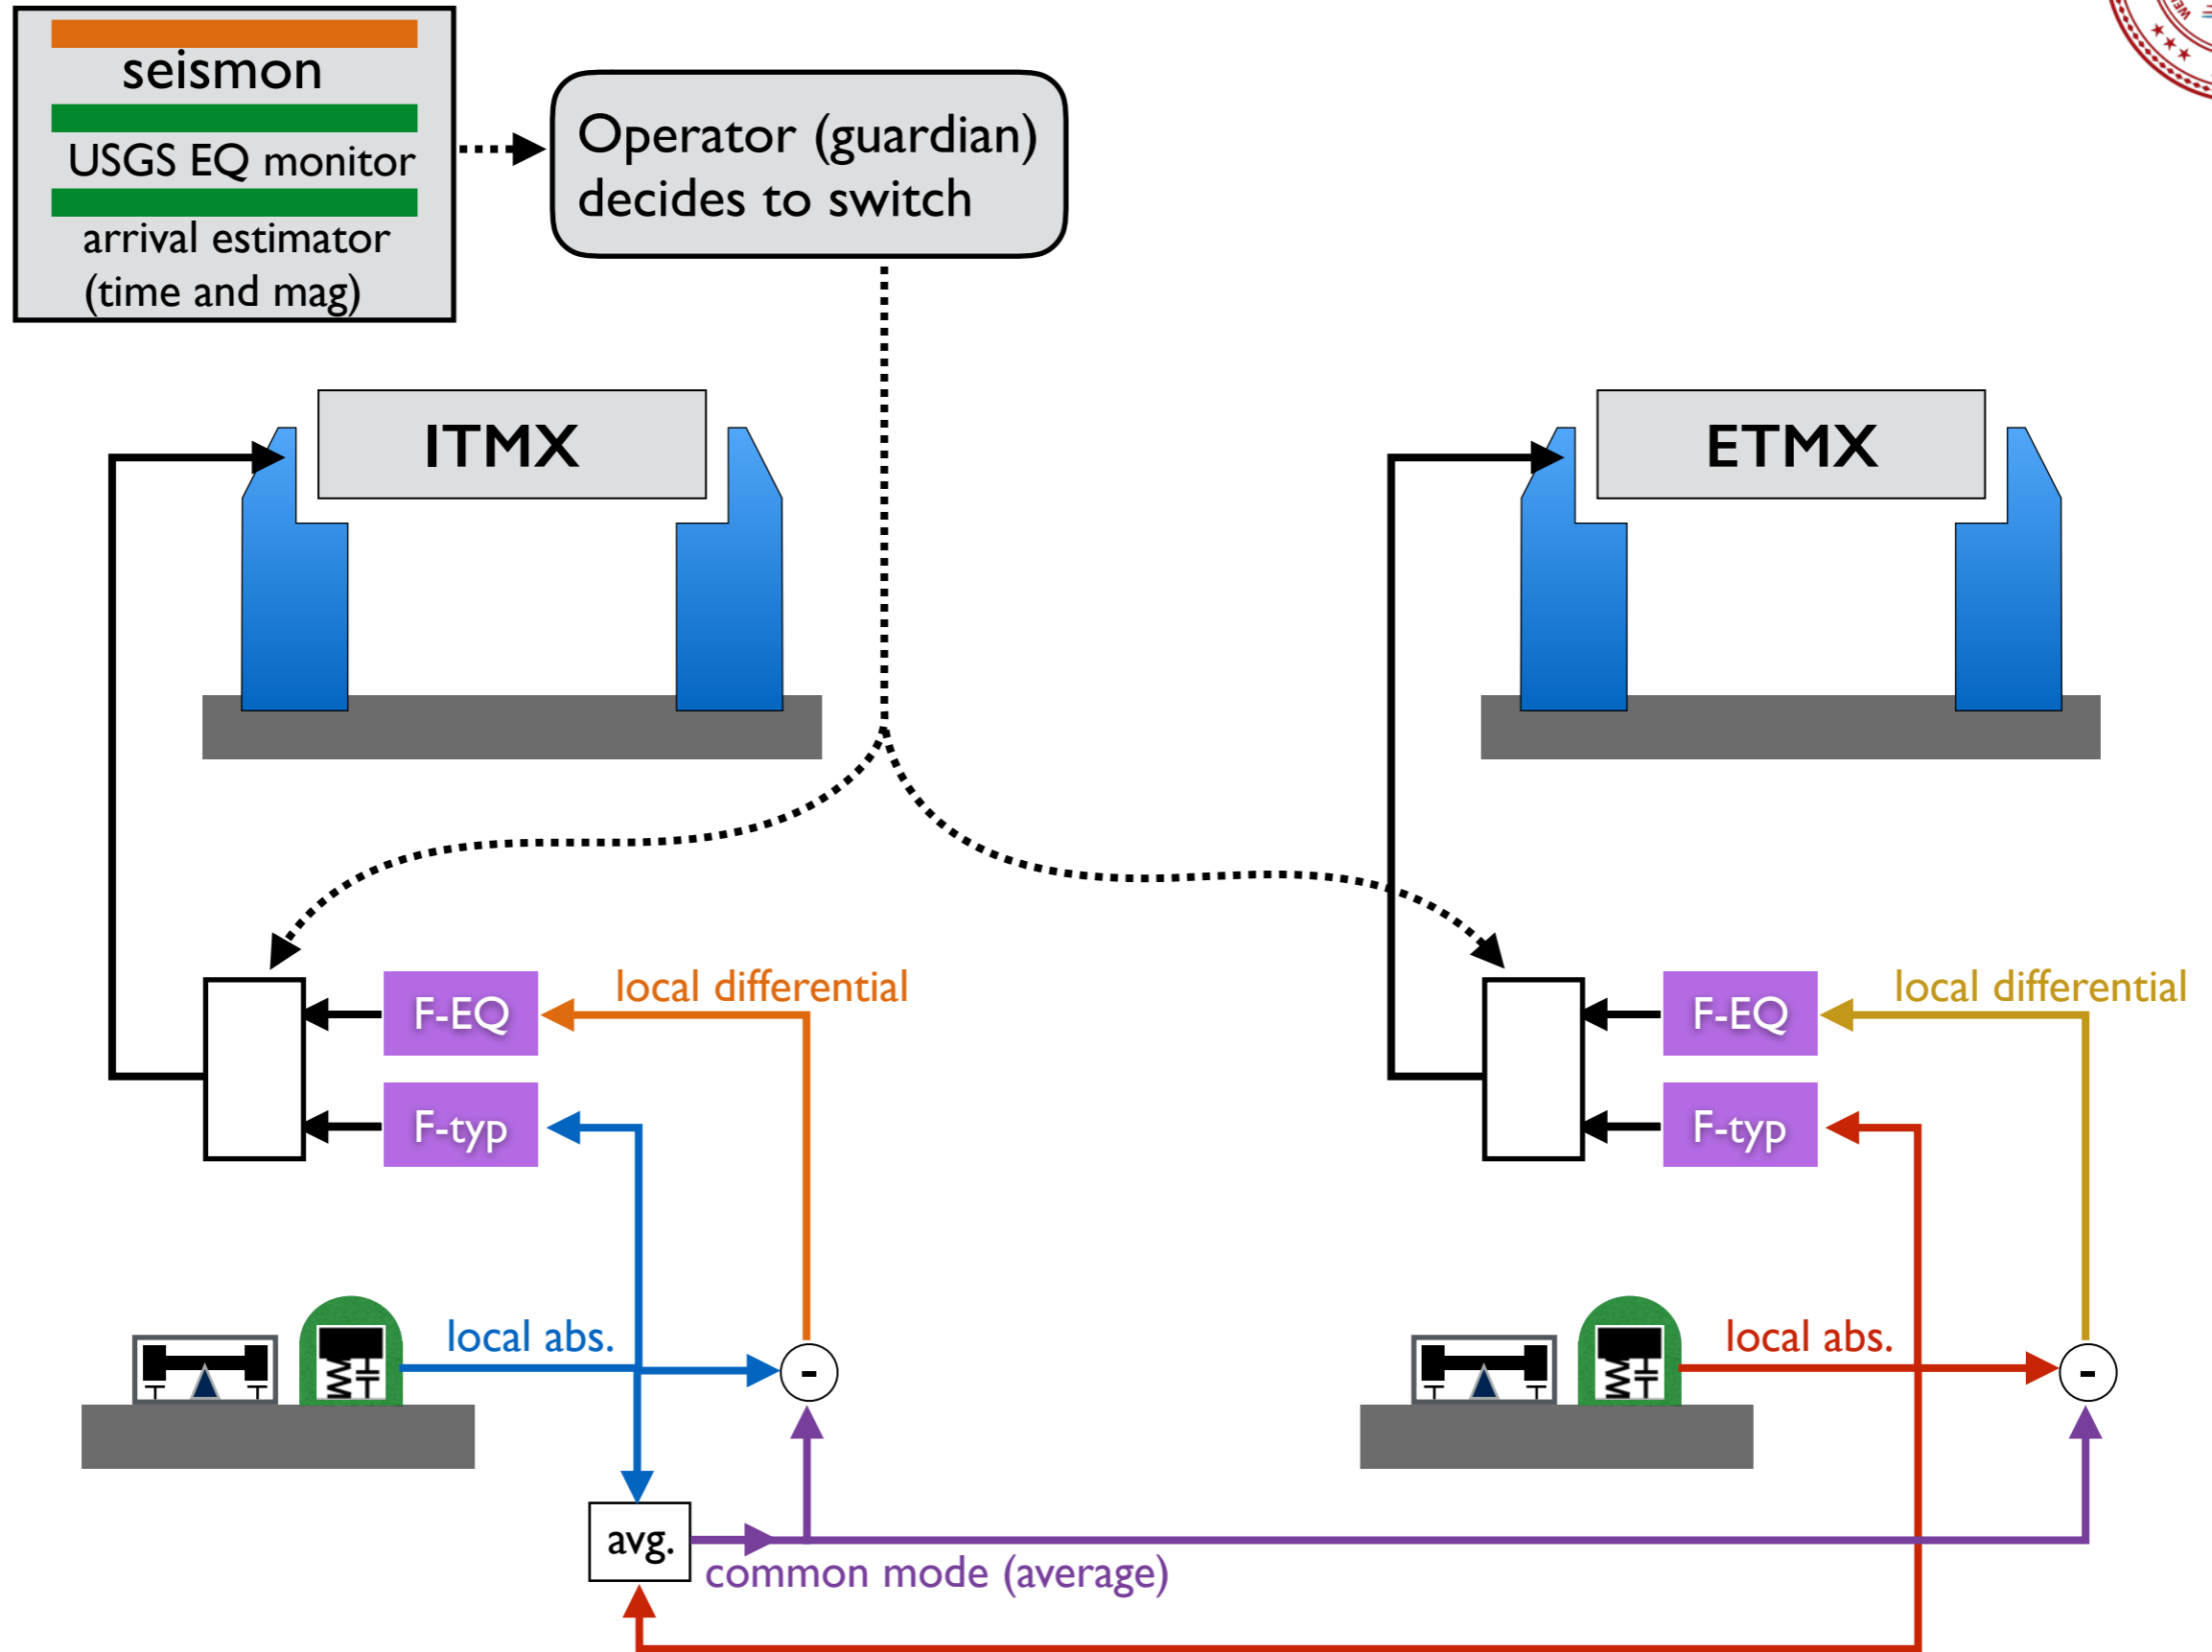 seismon
USGS EQ monitor
arrival estimator
(time and mag)
Operator (guardian)
decides to switch
ITMX
ETMX
F-EQ
local differential
F-typ
F-EQ
local differential
F-typ
local abs.
-
local abs.
-
avg.
common mode (average)